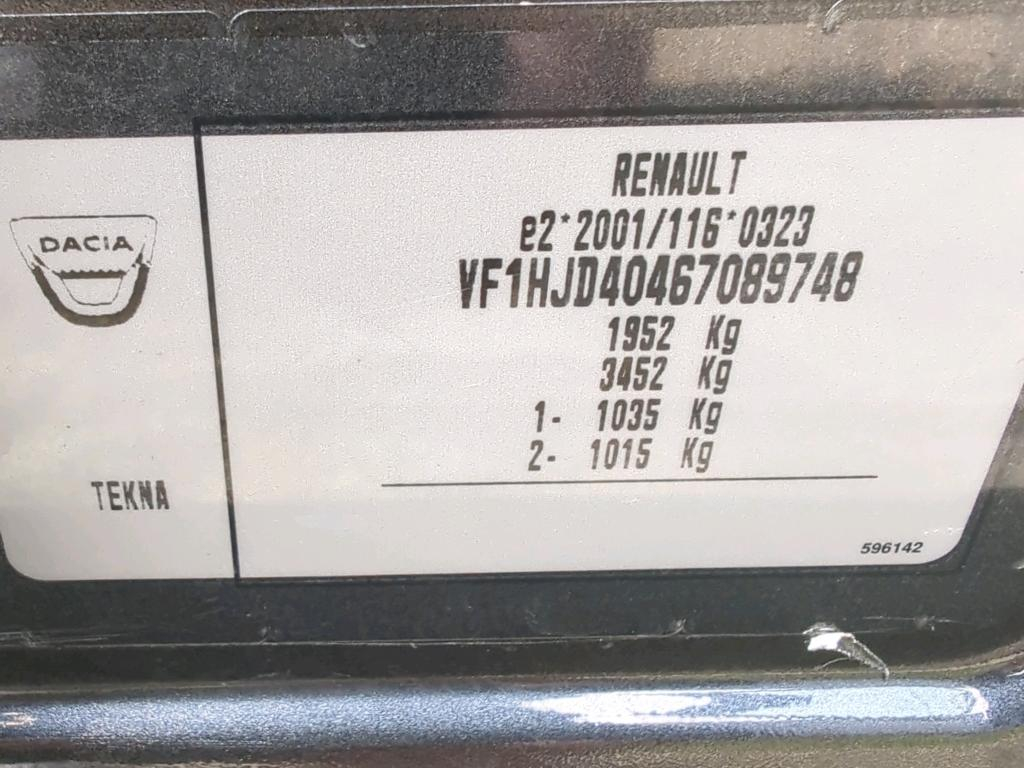 DACIA
TEKNA
RENAULT
e2*2001/116*0323
VF1HJD40467089748
1952 Kg
3452 Kg
1- 1035 Kg
2- 1015 Kg
596142